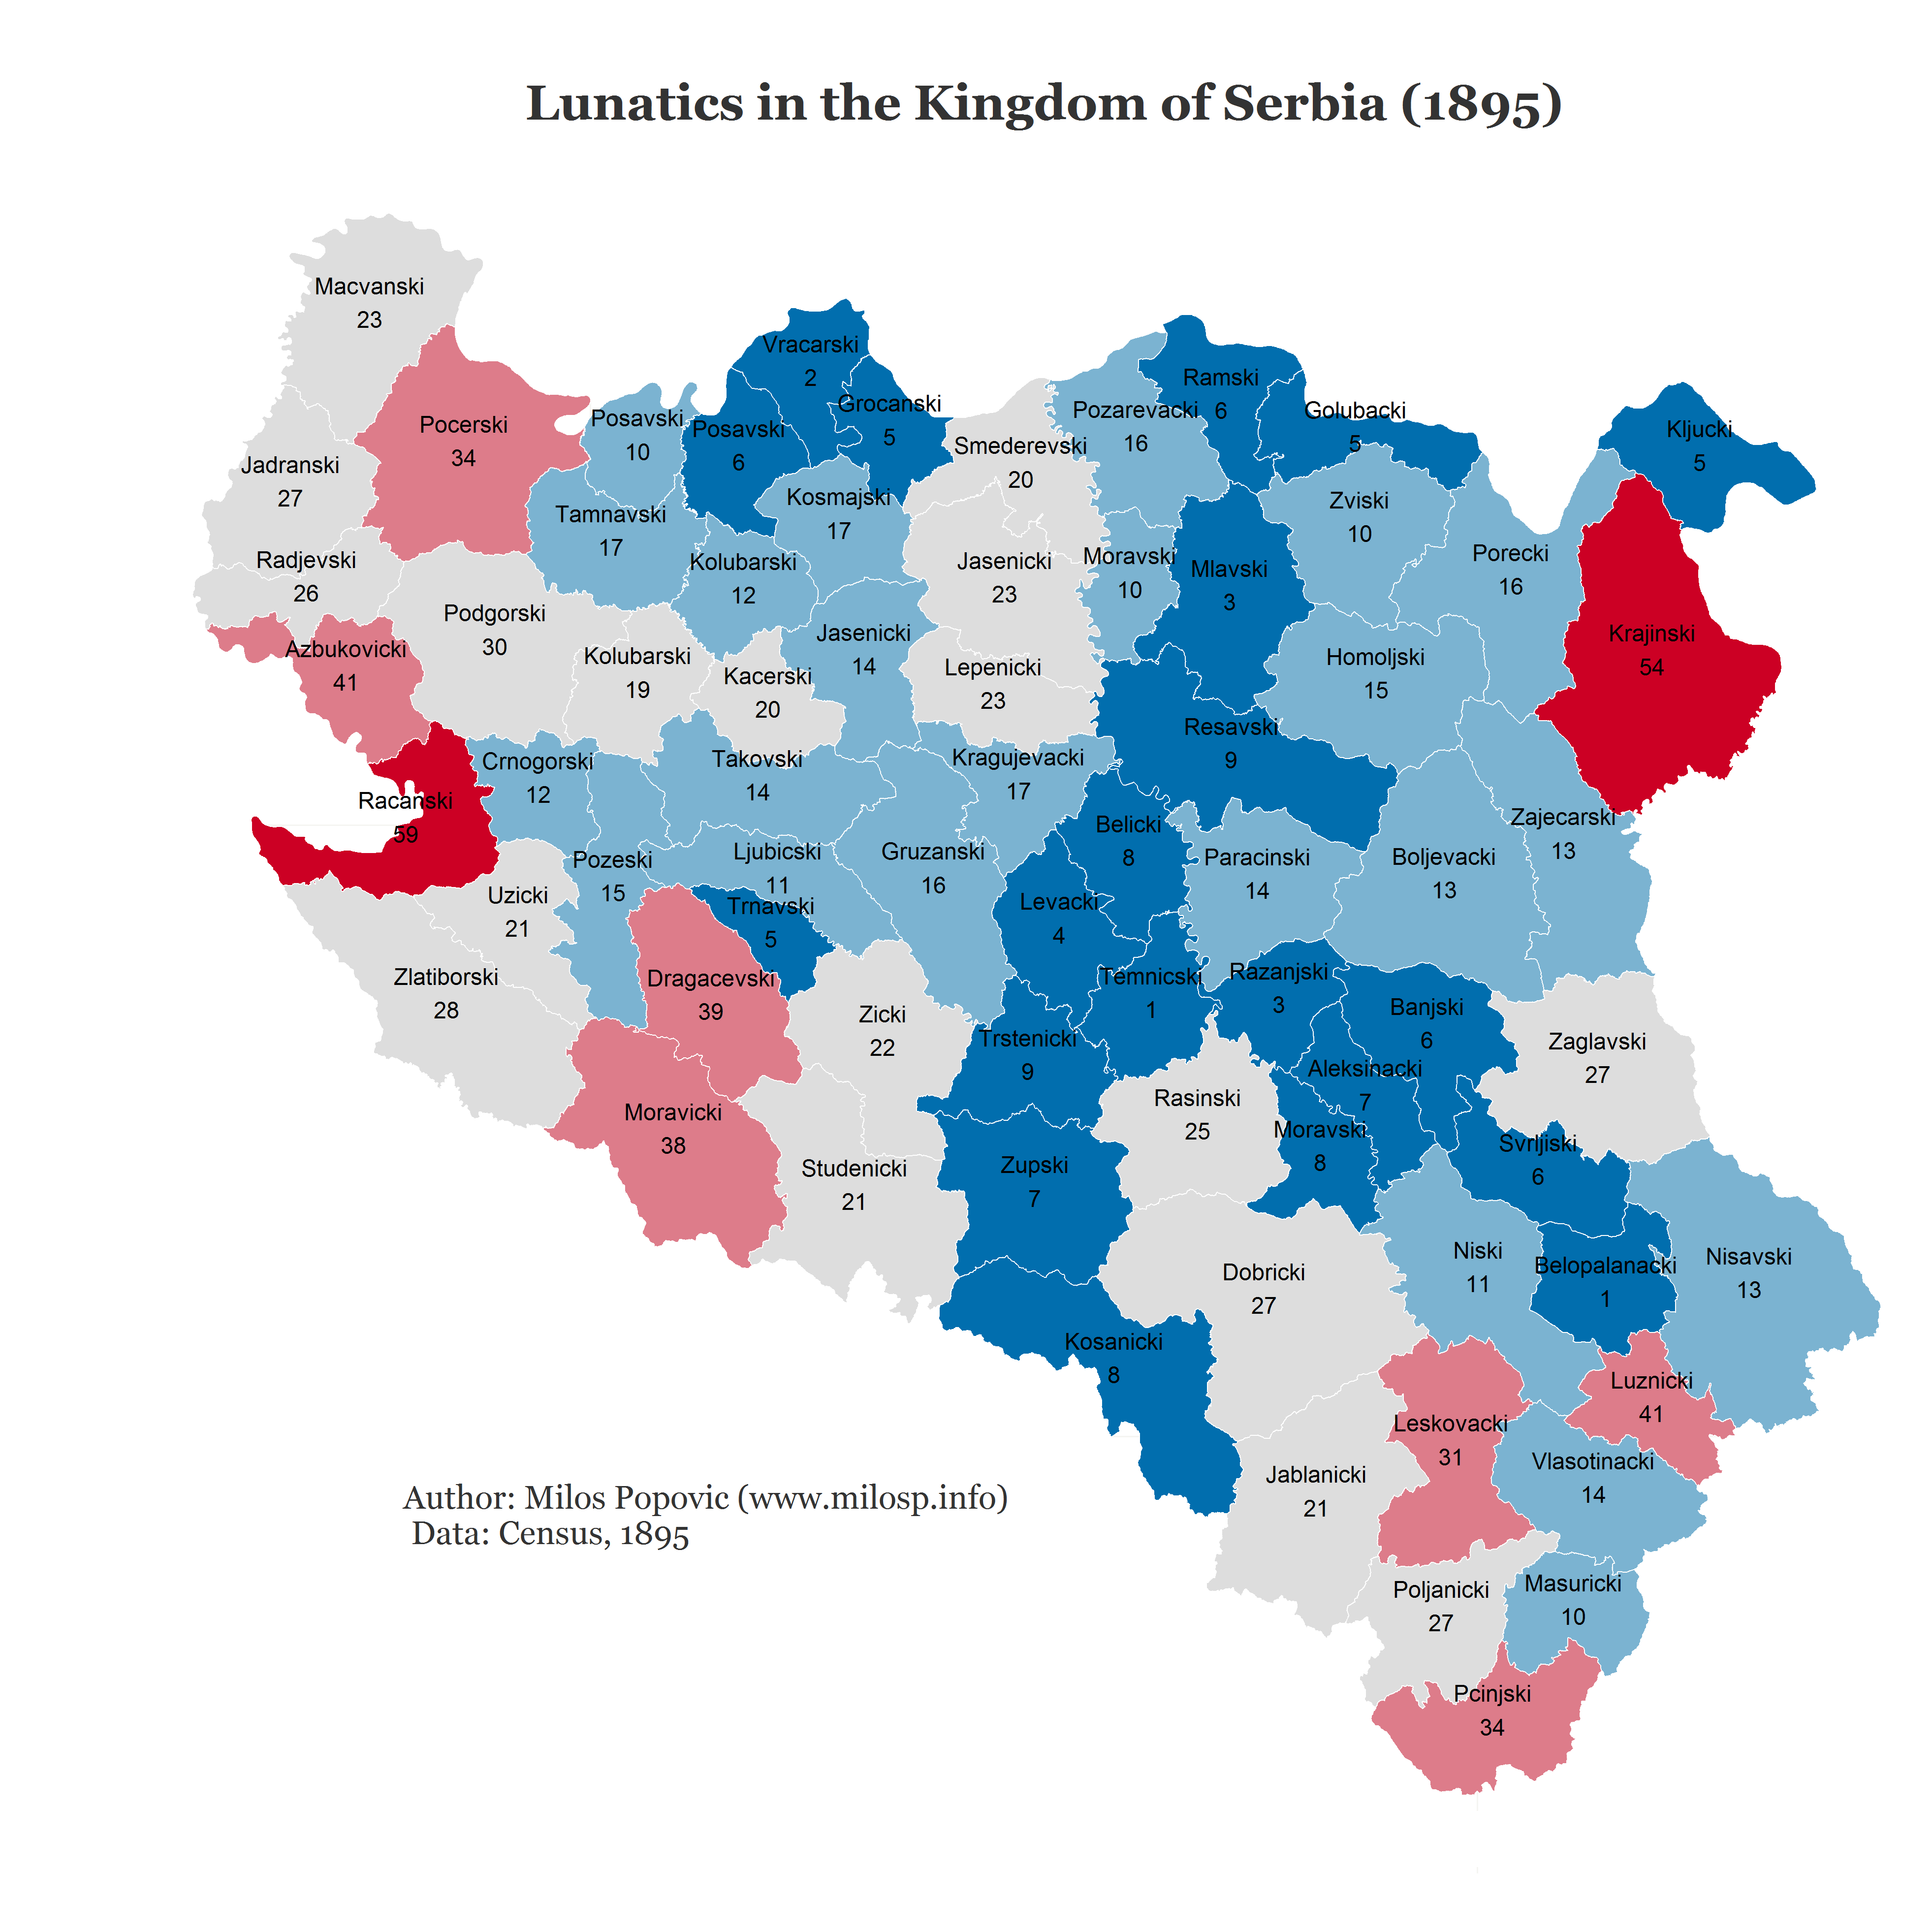 Lunatics in the Kingdom of Serbia (1895)
Macvanski
23
Vracarski
2
Ramski
6
Grocanski
5
Pocerski
34
Posavski
10
Posavski
6
Pozarevacki
16
Golubacki
5
Kljucki
5
Smederevski
20
Jadranski
27
Kosmajski
17
Zviski
10
Tamnavski
17
Radjevski
26
Kolubarski
12
Jasenicki
23
Moravski
10
Mlavski
3
Porecki
16
Podgorski
30
Azbukovicki
41
Kolubarski
19
Jasenicki
14
Kacerski
20
Lepenicki
23
Homoljski
15
Krajinski
54
Resavski
9
Crnogorski
12
Takovski
14
Kragujevacki
17
Racanski
59
Belicki
8
Zajecarski
13
Pozeski
15
Ljubicski
11
Gruzanski
16
Paracinski
14
Boljevacki
13
Uzicki
21
Trnavski
5
Levacki
4
Zlatiborski
28
Dragacevski
39
Temnicski
1
Razanjski
3
Zicki
22
Banjski
6
Trstenicki
9
Zaglavski
27
Aleksinacki
7
Rasinski
25
Moravicki
38
Moravski
8
Svrljiski
6
Studenicki
21
Zupski
7
Niski
11
Belopalanacki
1
Nisavski
13
Dobricki
27
Kosanicki
8
Luznicki
41
Leskovacki
31
Vlasotinacki
14
Jablanicki
21
Author: Milos Popovic (www.milosp.info)
Data: Census, 1895
Poljanicki
27
Masuricki
10
Pcinjski
34